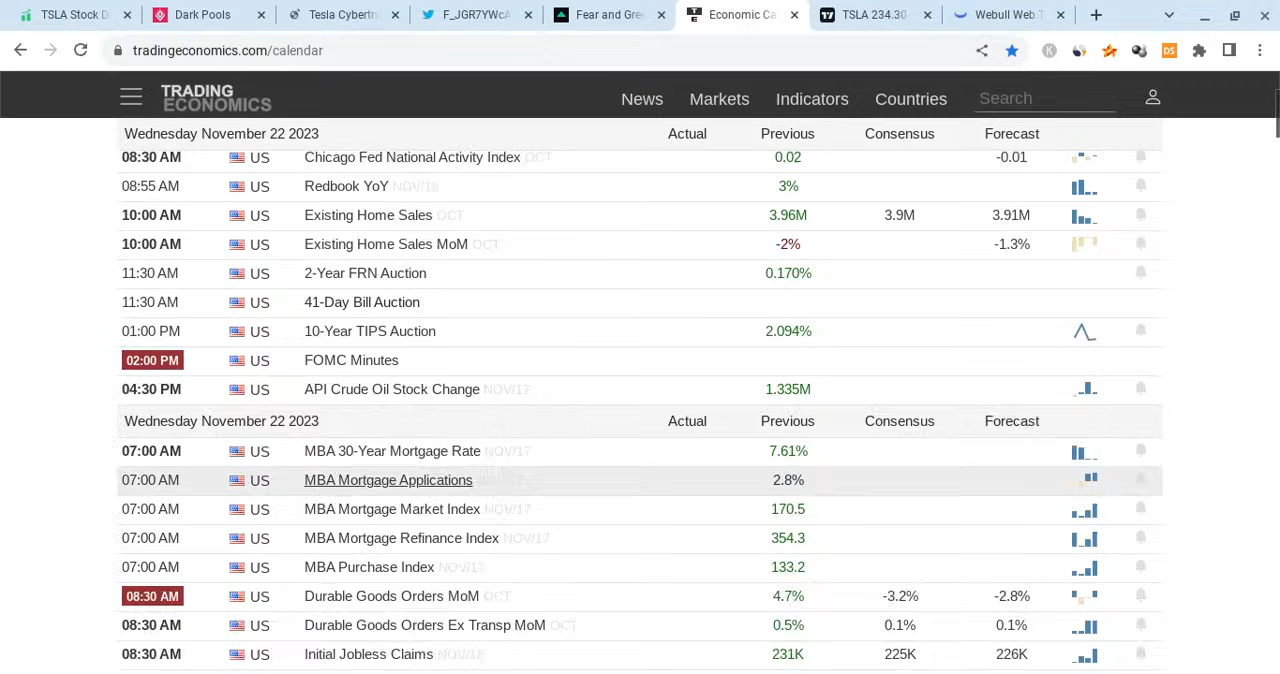 TSLA Stock D Dark Pools Tesla Cybertr F_JGR7YWcA Fear and Gre Economic Ca TSLA 234.30 Webull Web T
tradingeconomics.com/calendar
TRADING ECONOMICS News Markets Indicators Countries Search
Wednesday November 22 2023 Actual Previous Consensus Forecast
08:30 AM US Chicago Fed National Activity Index OCT 0.02 -0.01
08:55 AM US Redbook YoY NOV/18 3%
10:00 AM US Existing Home Sales OCT 3.96M 3.9M 3.91M
10:00 AM US Existing Home Sales MoM OCT -2% -1.3%
11:30 AM US 2-Year FRN Auction 0.170%
11:30 AM US 41-Day Bill Auction
01:00 PM US 10-Year TIPS Auction 2.094%
02:00 PM US FOMC Minutes
04:30 PM US API Crude Oil Stock Change NOV/17 1.335M
Wednesday November 22 2023 Actual Previous Consensus Forecast
07:00 AM US MBA 30-Year Mortgage Rate NOV/17 7.61%
07:00 AM US MBA Mortgage Applications 2.8%
07:00 AM US MBA Mortgage Market Index NOV/17 170.5
07:00 AM US MBA Mortgage Refinance Index NOV/17 354.3
07:00 AM US MBA Purchase Index NOV/17 133.2
08:30 AM US Durable Goods Orders MoM OCT 4.7% -3.2% -2.8%
08:30 AM US Durable Goods Orders Ex Transp MoM OCT 0.5% 0.1% 0.1%
08:30 AM US Initial Jobless Claims NOV/18 231K 225K 226K